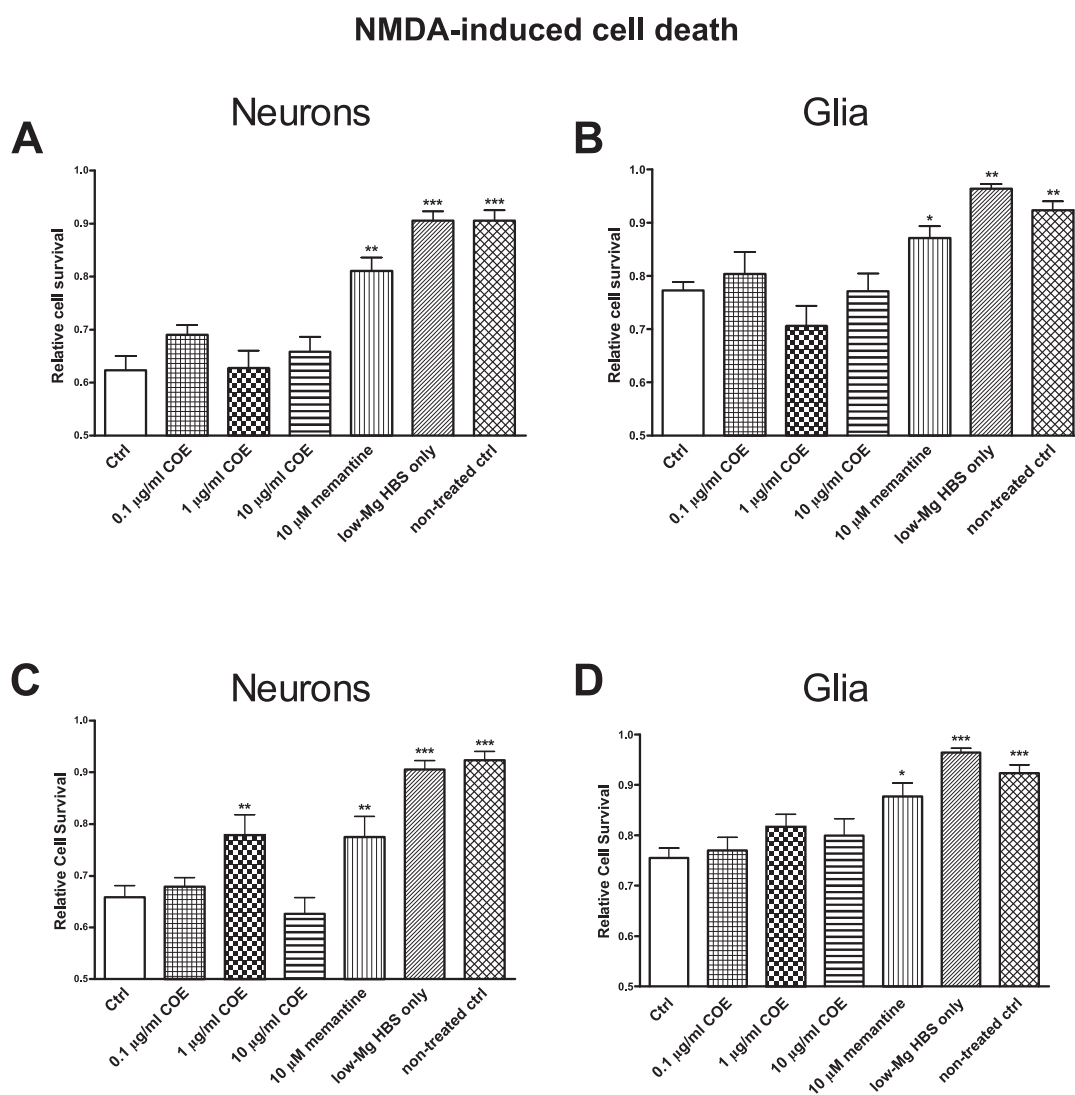 NMDA-induced cell death
A
Neurons
Relative cell survival
1.0
0.9
0.8
0.7
0.6
0.5
**
***
***
Ctrl
0.1 µg/ml COE
1 µg/ml COE
10 µg/ml COE
10 µM memantine
low-Mg HBS only
non-treated ctrl
B
Glia
Relative cell survival
1.0
0.9
0.8
0.7
0.6
0.5
*
**
**
Ctrl
0.1 µg/ml COE
1 µg/ml COE
10 µg/ml COE
10 µM memantine
low-Mg HBS only
non-treated ctrl
C
Neurons
Relative Cell Survival
1.0
0.9
0.8
0.7
0.6
0.5
**
**
***
***
Ctrl
0.1 µg/ml COE
1 µg/ml COE
10 µg/ml COE
10 µM memantine
low-Mg HBS only
non-treated ctrl
D
Glia
Relative Cell Survival
1.0
0.9
0.8
0.7
0.6
0.5
*
***
***
Ctrl
0.1 µg/ml COE
1 µg/ml COE
10 µg/ml COE
10 µM memantine
low-Mg HBS only
non-treated ctrl